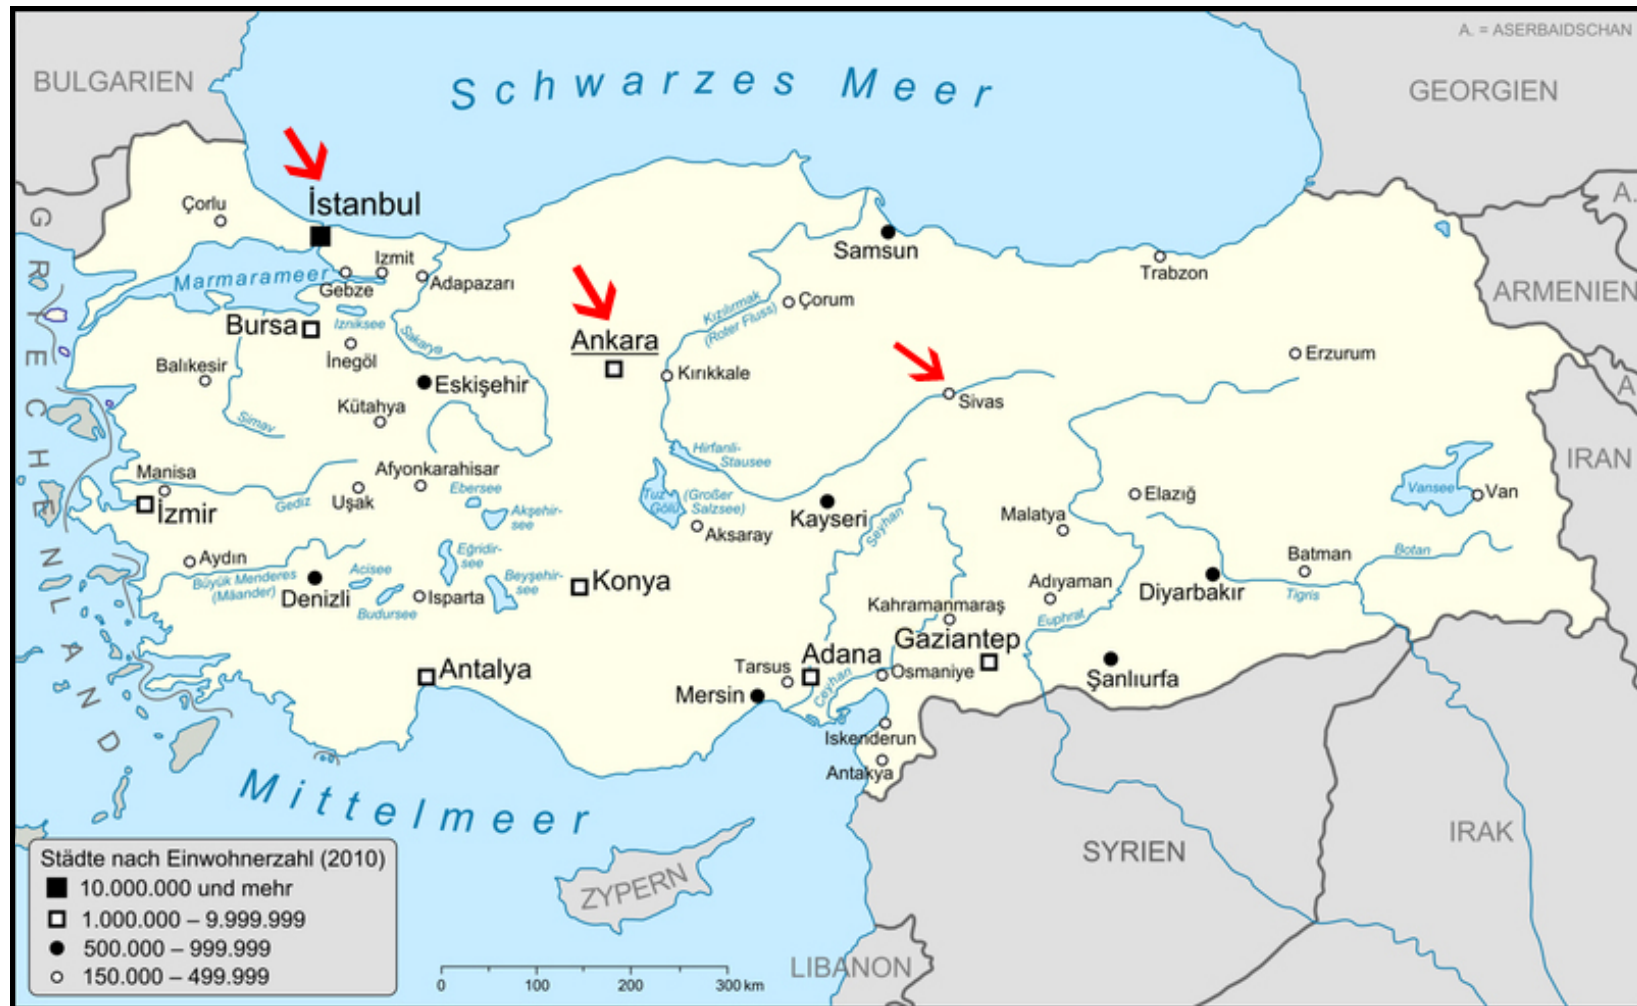 A. = ASERBAIDSCHAN
BULGARIEN
Schwarzes Meer
GEORGIEN
A.
İstanbul
Çorlu
GRIECHENLAND
Samsun
Izmit
Marmarameer
Gebze
Adapazarı
Trabzon
ARMENIEN
Kızılırmak
(Roter Fluss)
Çorum
Bursa
Izniksee
Sakarya
Ankara
İnegöl
Balıkesir
Kırıkkale
Erzurum
Eskişehir
A.
Sivas
Kütahya
Simav
Hirfanlı-
Stausee
IRAN
Manisa
Afyonkarahisar
Ebersee
Gediz
Uşak
İzmir
Akşehir-
see
Tuz
Gölü
(Großer
Salzsee)
Aksaray
Kayseri
Seyhan
Elazığ
Malatya
Vansee
Van
Aydın
Büyük Menderes
(Mäander)
Acısee
Denizli
Budursee
Eğridir-
see
Isparta
Beyşehir-
see
Konya
Batman
Botan
Tigris
Diyarbakır
Adıyaman
Kahramanmaraş
Euphrat
Gaziantep
Antalya
Tarsus
Adana
Osmaniye
Şanlıurfa
Mersin
Ceyhan
Iskenderun
Antakya
Mittelmeer
SYRIEN
IRAK
ZYPERN
LIBANON
Städte nach Einwohnerzahl (2010)
10.000.000 und mehr
1.000.000 – 9.999.999
500.000 – 999.999
150.000 – 499.999
0 100 200 300 km